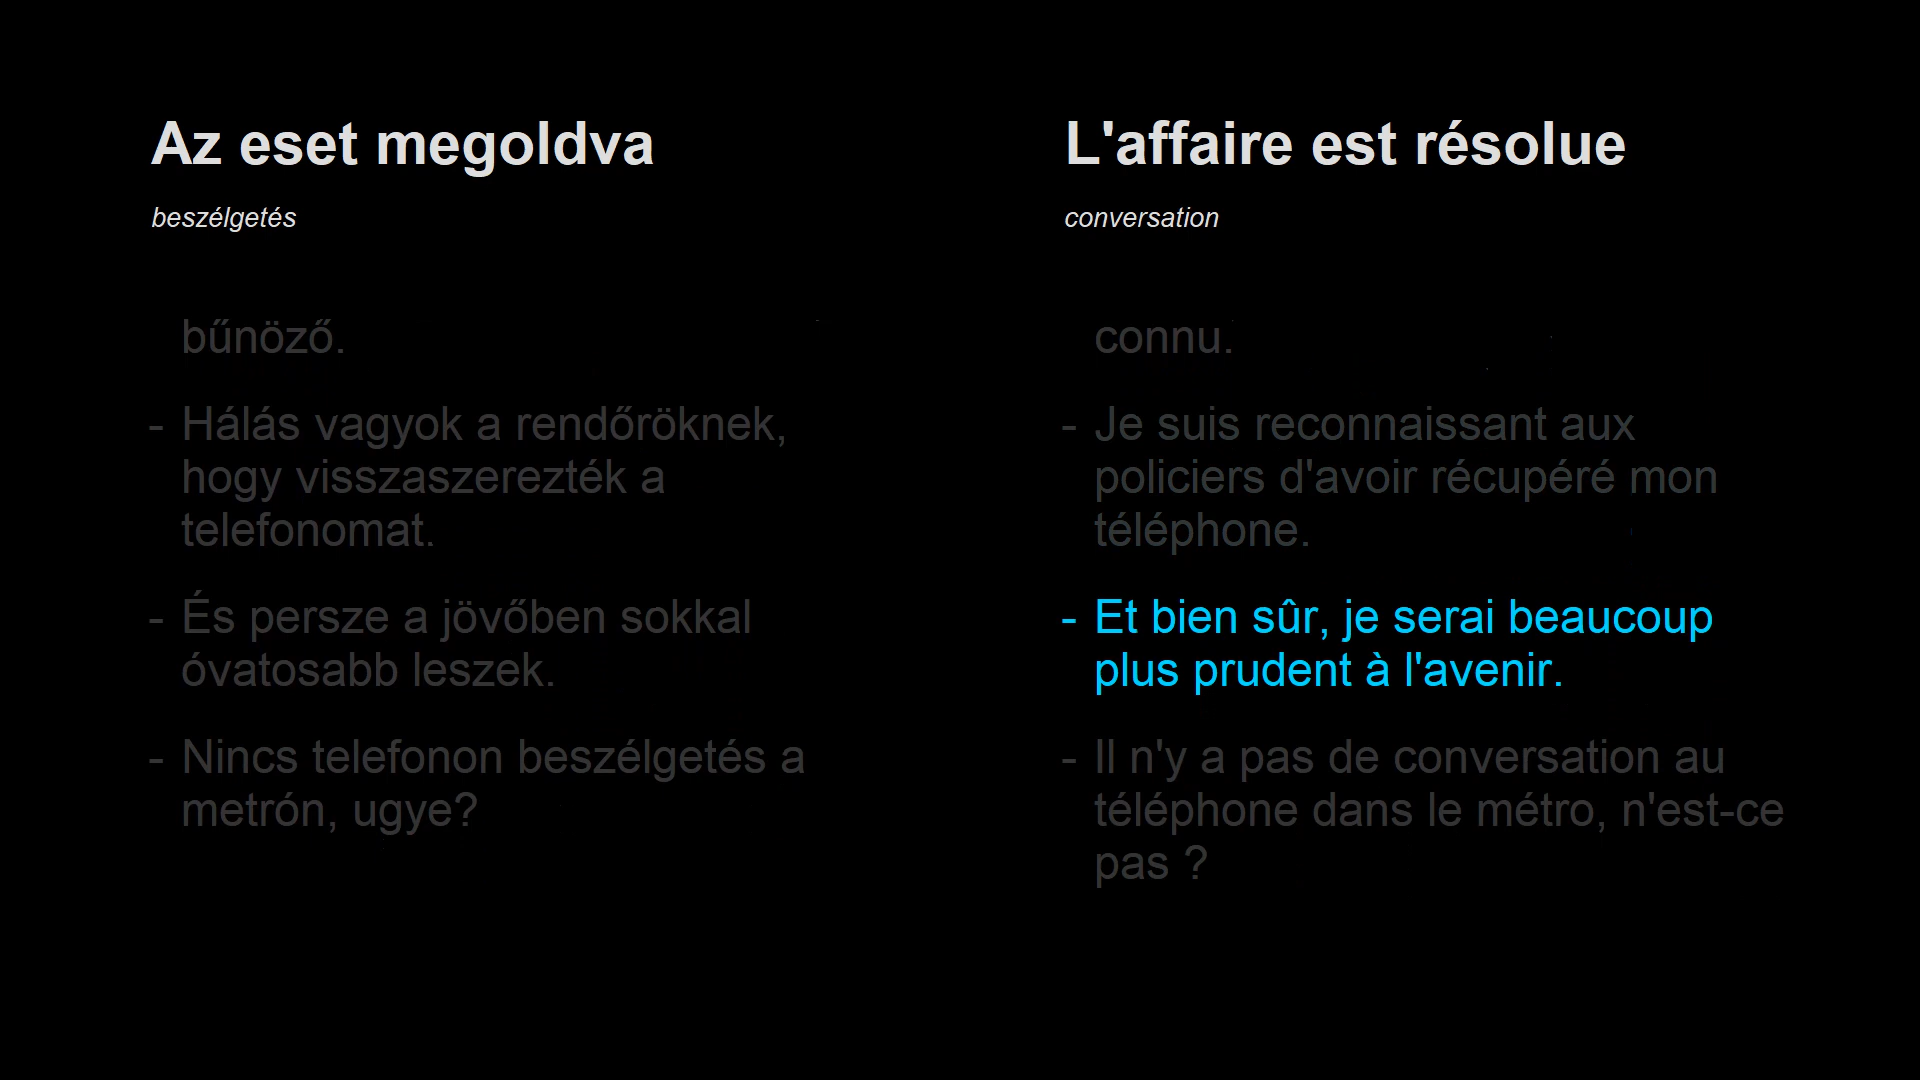 Az eset megoldva
beszélgetés
bűnöző.
- Hálás vagyok a rendőröknek,
hogy visszaszerezték a
telefonomat.
- És persze a jövőben sokkal
óvatosabb leszek.
- Nincs telefonon beszélgetés a
metrón, ugye?
L'affaire est résolue
conversation
connu.
- Je suis reconnaissant aux
policiers d'avoir récupéré mon
téléphone.
- Et bien sûr, je serai beaucoup
plus prudent à l'avenir.
- Il n'y a pas de conversation au
téléphone dans le métro, n'est-ce
pas ?